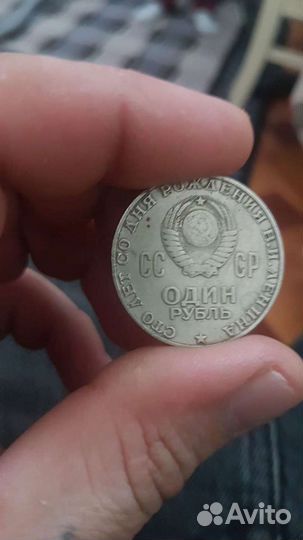 СТО ЛЕТ СО ДНЯ РОЖДЕНИЯ В.И.ЛЕНИНА
СС СР
ОДИН
РУБЛЬ
Avito